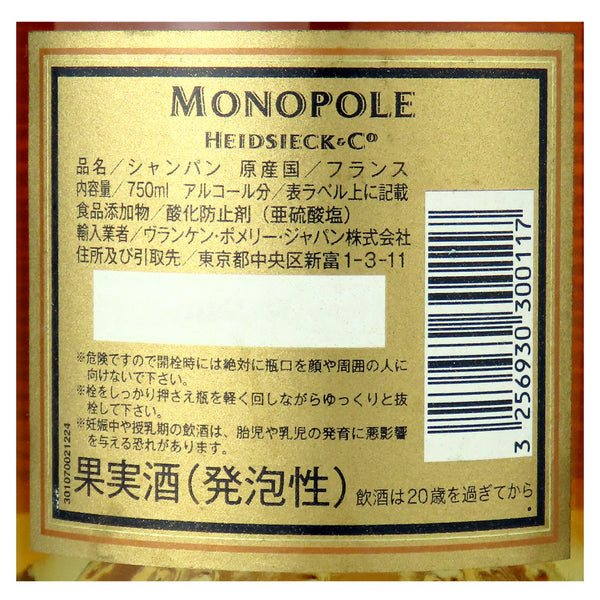 MONOPOLE
HEIDSIECK & Cº
品名／シャンパン 原産国／フランス
内容量／750ml アルコール分／表ラベル上に記載
食品添加物／酸化防止剤（亜硫酸塩）
輸入業者／ヴランケン・ポメリー・ジャパン株式会社
住所及び引取先／東京都中央区新富1-3-11
※危険ですので開栓時には絶対に瓶口を顔や周囲の人に
向けないで下さい。
※栓をしっかり押さえ瓶を軽く回しながらゆっくりと抜
栓して下さい。
※妊娠中や授乳期の飲酒は、胎児や乳児の発育に悪影響
を与える恐れがあります。
果実酒（発泡性）
飲酒は20歳を過ぎてから．
3 256930 300117
301070021224